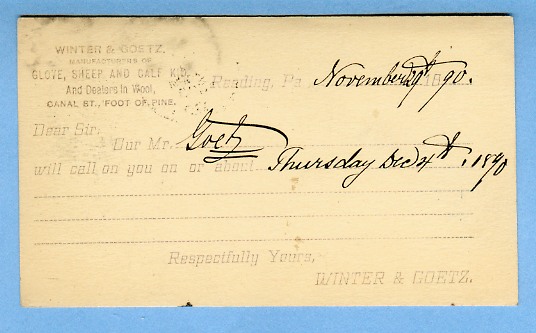 WINTER & GOETZ,
MANUFACTURERS OF
GLOVE, SHEEP AND CALF KID.
And Dealers in Wool,
CANAL ST., FOOT OF PINE.
Reading, Pa., November 29th 1890.
Dear Sir:
Our Mr. Goetz
will call on you on or about Thursday Dec 4th, 1890
Respectfully Yours,
WINTER & GOETZ.